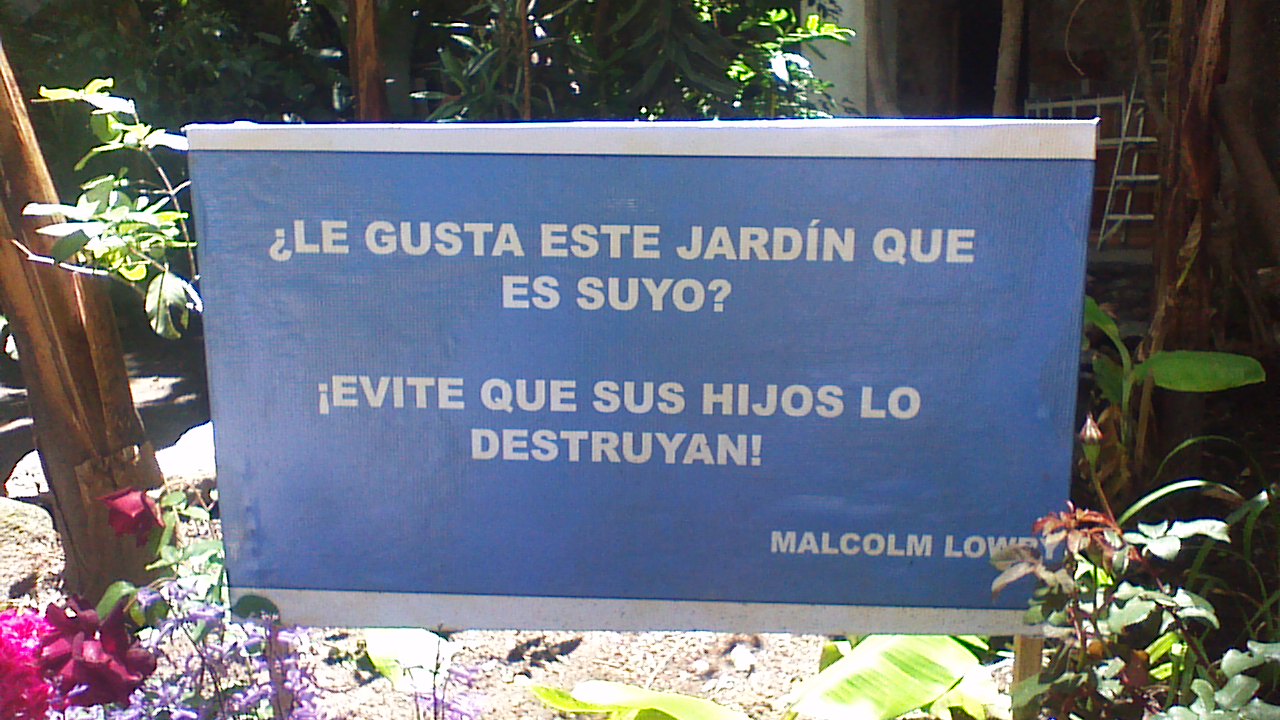 ¿LE GUSTA ESTE JARDÍN QUE
ES SUYO?
¡EVITE QUE SUS HIJOS LO
DESTRUYAN!
MALCOLM LOWRY